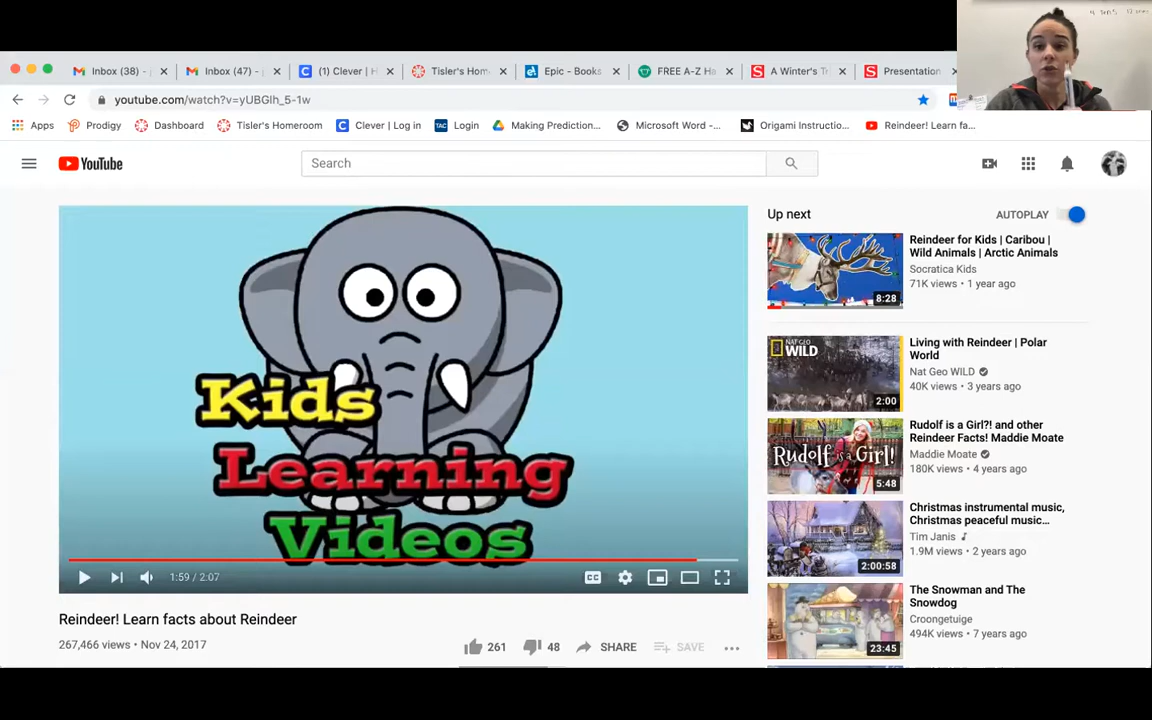 Inbox (38) -
Inbox (47) -
(1) Clever | H
Tisler's Hom
Epic - Books
FREE A-Z Ha
A Winter's T
Presentation
youtube.com/watch?v=yUBGlh_5-1w
Apps
Prodigy
Dashboard
Tisler's Homeroom
Clever | Log in
TAC
Login
Making Prediction...
Microsoft Word -...
Origami Instructio...
Reindeer! Learn fa...
YouTube
Search
Kids
Learning
Videos
1:59 / 2:07
CC
Reindeer! Learn facts about Reindeer
267,466 views • Nov 24, 2017
261
48
SHARE
SAVE
Up next
AUTOPLAY
8:28
Reindeer for Kids | Caribou |
Wild Animals | Arctic Animals
Socratica Kids
71K views • 1 year ago
NAT GEO
WILD
2:00
Living with Reindeer | Polar
World
Nat Geo WILD
40K views • 3 years ago
RUDOLF is a GIRL!
5:48
Rudolf is a Girl?! and other
Reindeer Facts! Maddie Moate
Maddie Moate
180K views • 4 years ago
2:00:58
Christmas instrumental music,
Christmas peaceful music...
Tim Janis
1.9M views • 2 years ago
23:45
The Snowman and The
Snowdog
Croongetuige
494K views • 7 years ago